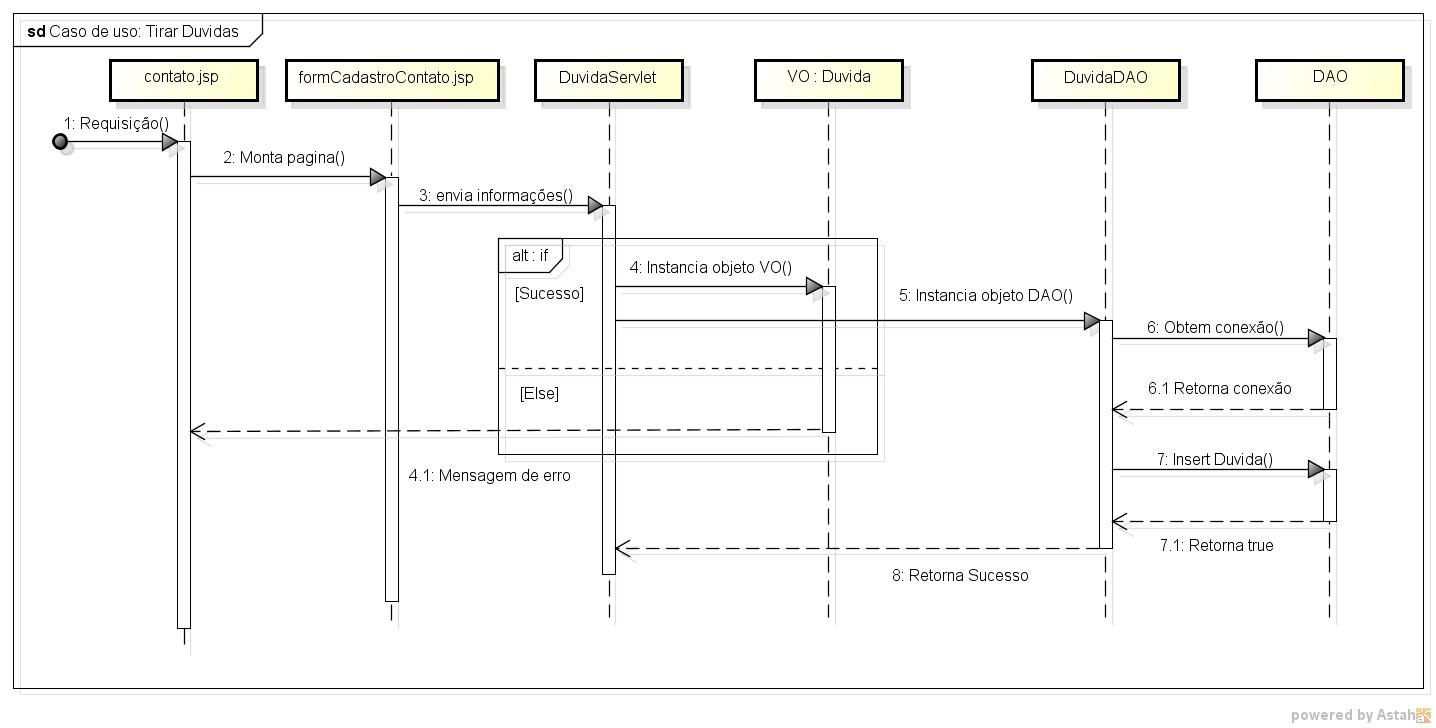 sd Caso de uso: Tirar Duvidas
contato.jsp
formCadastroContato.jsp
DuvidaServlet
VO : Duvida
DuvidaDAO
DAO
1: Requisição()
2: Monta pagina()
3: envia informações()
alt : if
4: Instancia objeto VO()
[Sucesso]
5: Instancia objeto DAO()
6: Obtem conexão()
6.1 Retorna conexão
[Else]
7: Insert Duvida()
4.1: Mensagem de erro
7.1: Retorna true
8: Retorna Sucesso
powered by Astah